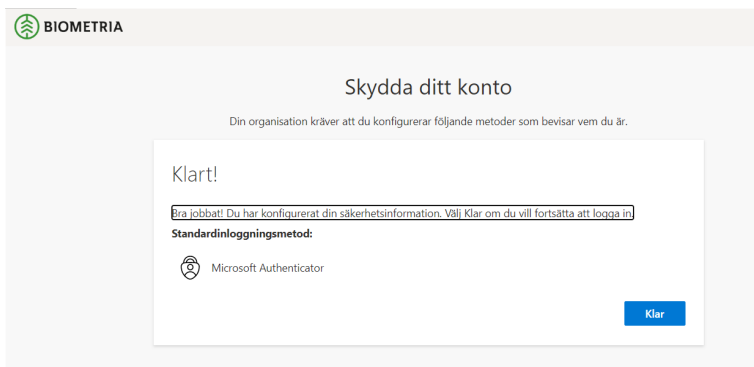 BIOMETRIA
Skydda ditt konto
Din organisation kräver att du konfigurerar följande metoder som bevisar vem du är.
Klart!
Bra jobbat! Du har konfigurerat din säkerhetsinformation. Välj Klar om du vill fortsätta att logga in.
Standardinloggningsmetod:
Microsoft Authenticator
Klar